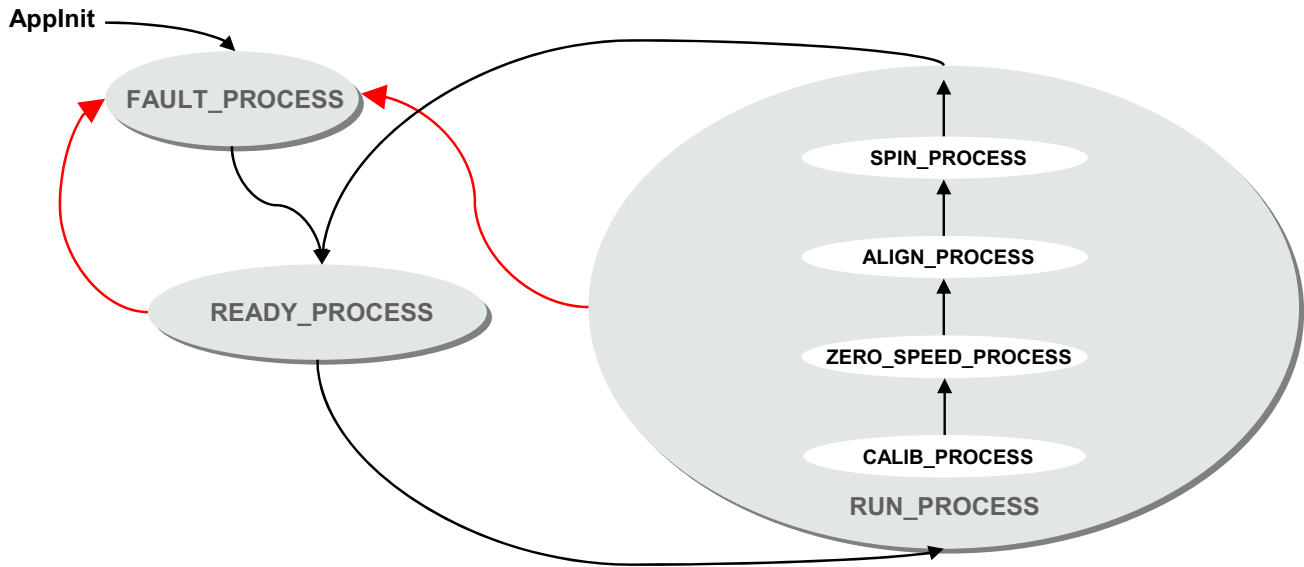 AppInit
FAULT_PROCESS
SPIN_PROCESS
ALIGN_PROCESS
READY_PROCESS
ZERO_SPEED_PROCESS
CALIB_PROCESS
RUN_PROCESS